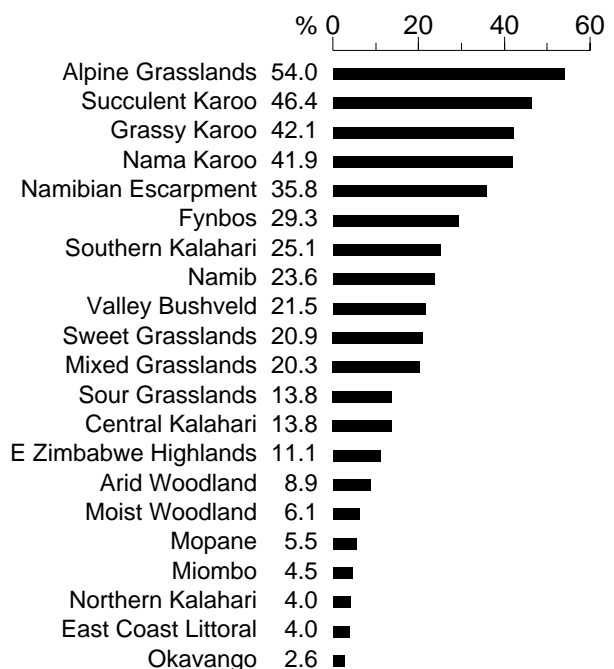 % 0 20 40 60
Alpine Grasslands 54.0
Succulent Karoo 46.4
Grassy Karoo 42.1
Nama Karoo 41.9
Namibian Escarpment 35.8
Fynbos 29.3
Southern Kalahari 25.1
Namib 23.6
Valley Bushveld 21.5
Sweet Grasslands 20.9
Mixed Grasslands 20.3
Sour Grasslands 13.8
Central Kalahari 13.8
E Zimbabwe Highlands 11.1
Arid Woodland 8.9
Moist Woodland 6.1
Mopane 5.5
Miombo 4.5
Northern Kalahari 4.0
East Coast Littoral 4.0
Okavango 2.6